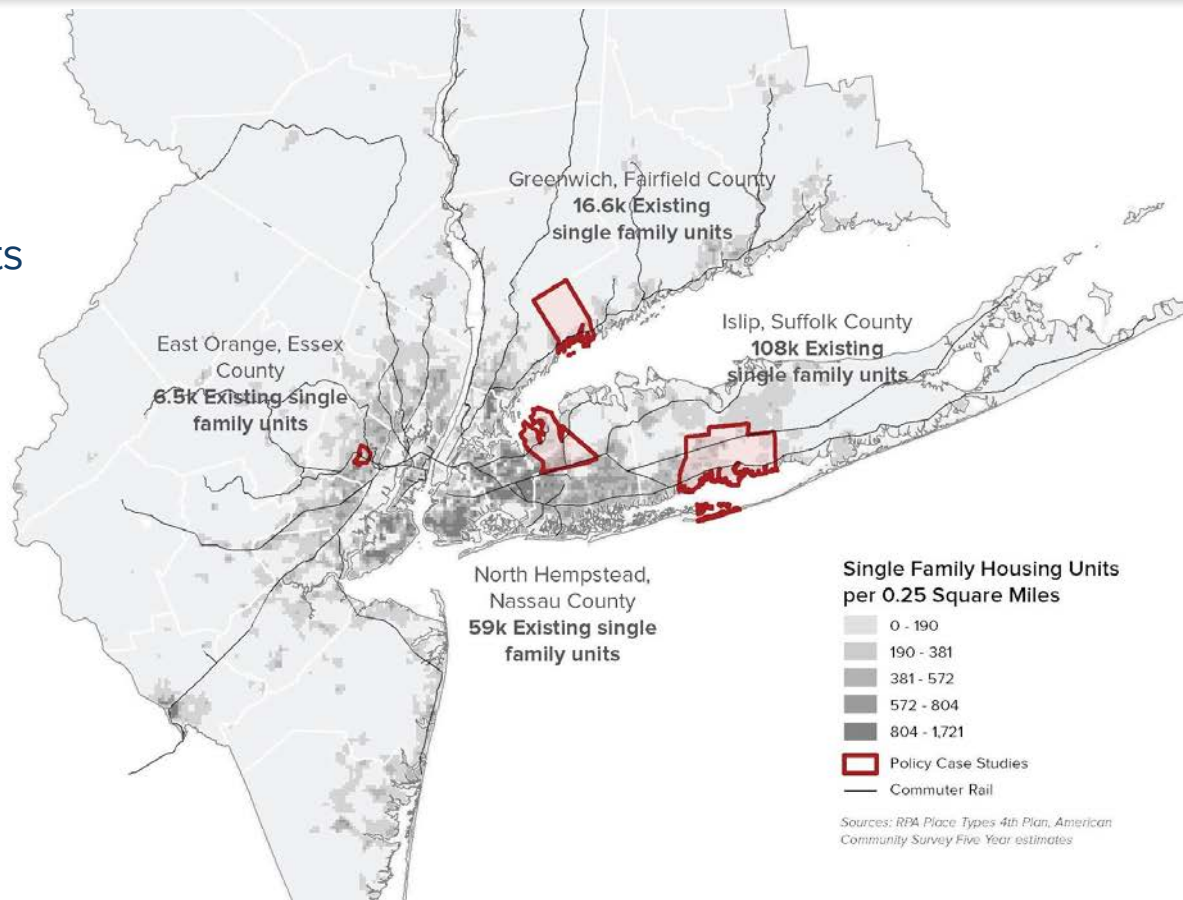 ts
Greenwich, Fairfield County
16.6k Existing
single family units
East Orange, Essex
County
6.5k Existing single
family units
Islip, Suffolk County
108k Existing
single family units
North Hempstead,
Nassau County
59k Existing single
family units
Single Family Housing Units
per 0.25 Square Miles
0 - 190
190 - 381
381 - 572
572 - 804
804 - 1,721
Policy Case Studies
Commuter Rail
Sources: RPA Place Types 4th Plan, American
Community Survey Five Year estimates